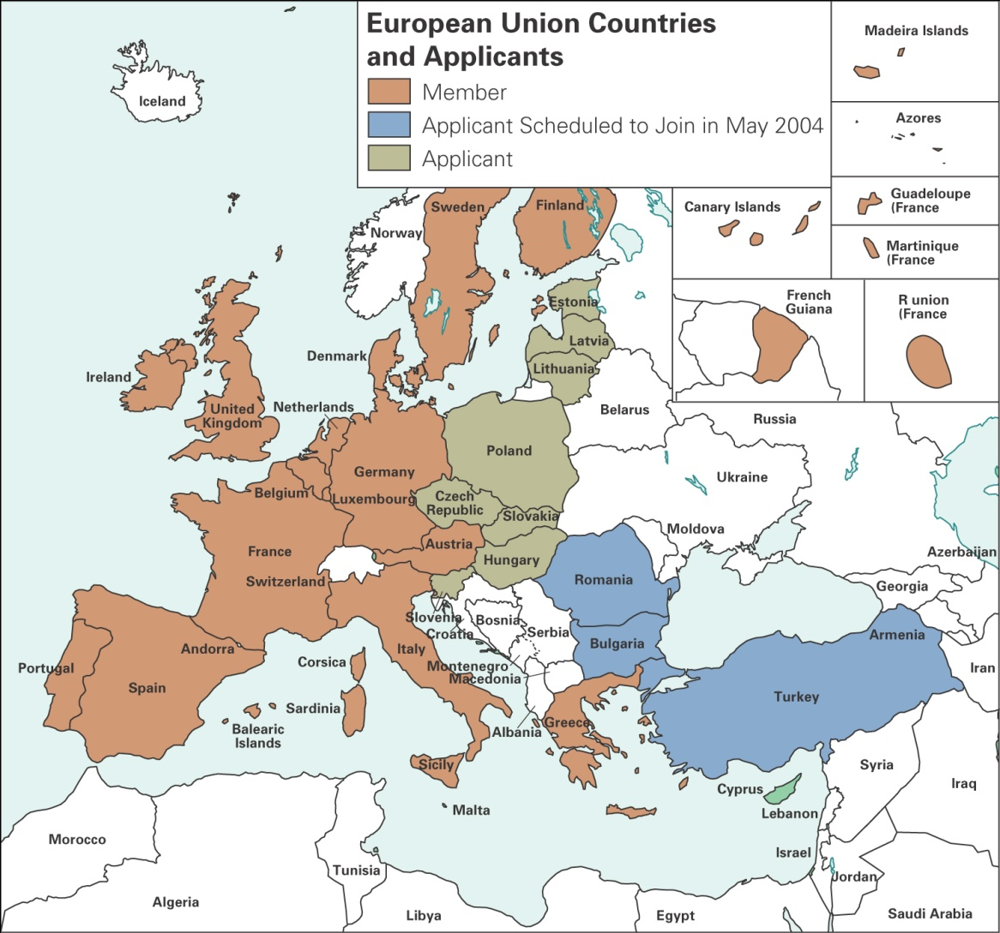 European Union Countries
and Applicants
Member
Applicant Scheduled to Join in May 2004
Applicant
Madeira Islands
Azores
Guadeloupe
(France
Martinique
(France
Canary Islands
French
Guiana
R union
(France
Iceland
Norway
Sweden
Finland
Estonia
Latvia
Lithuania
Denmark
Ireland
United
Kingdom
Netherlands
Belarus
Russia
Poland
Germany
Ukraine
Belgium
Luxembourg
Czech
Republic
Slovakia
Moldova
Austria
France
Hungary
Azerbaijan
Switzerland
Romania
Georgia
Slovenia
Bosnia
Croatia
Serbia
Armenia
Bulgaria
Andorra
Italy
Portugal
Corsica
Montenegro
Macedonia
Iran
Spain
Turkey
Sardinia
Albania
Greece
Balearic
Islands
Sicily
Syria
Cyprus
Iraq
Malta
Lebanon
Morocco
Israel
Tunisia
Jordan
Algeria
Libya
Egypt
Saudi Arabia